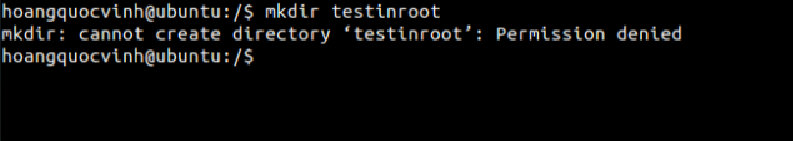 hoangquocvinh@ubuntu:/$ mkdir testinroot
mkdir: cannot create directory ‘testinroot’: Permission denied
hoangquocvinh@ubuntu:/$